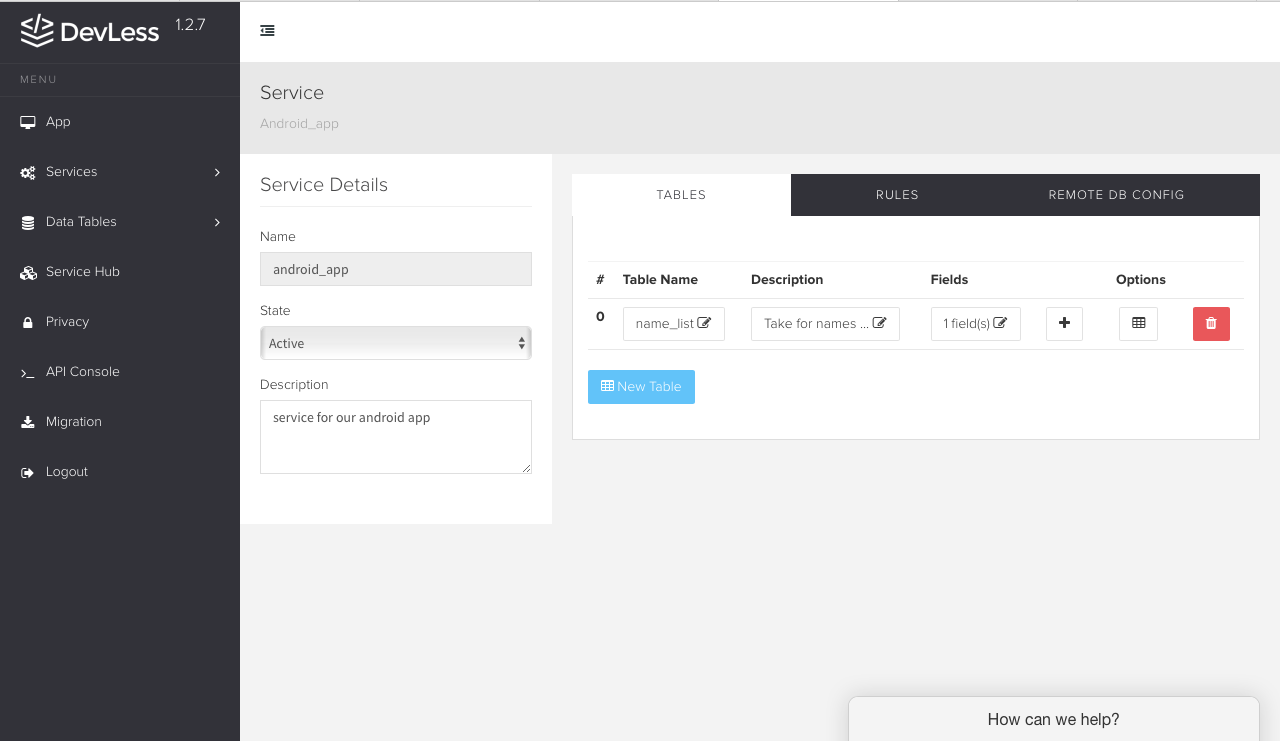 DevLess 1.2.7
MENU
App
Services
Data Tables
Service Hub
Privacy
API Console
Migration
Logout
Service
Android_app
Service Details
Name
android_app
State
Active
Description
service for our android app
TABLES RULES REMOTE DB CONFIG
# Table Name Description Fields Options
0 name_list Take for names ... 1 field(s)
New Table
How can we help?